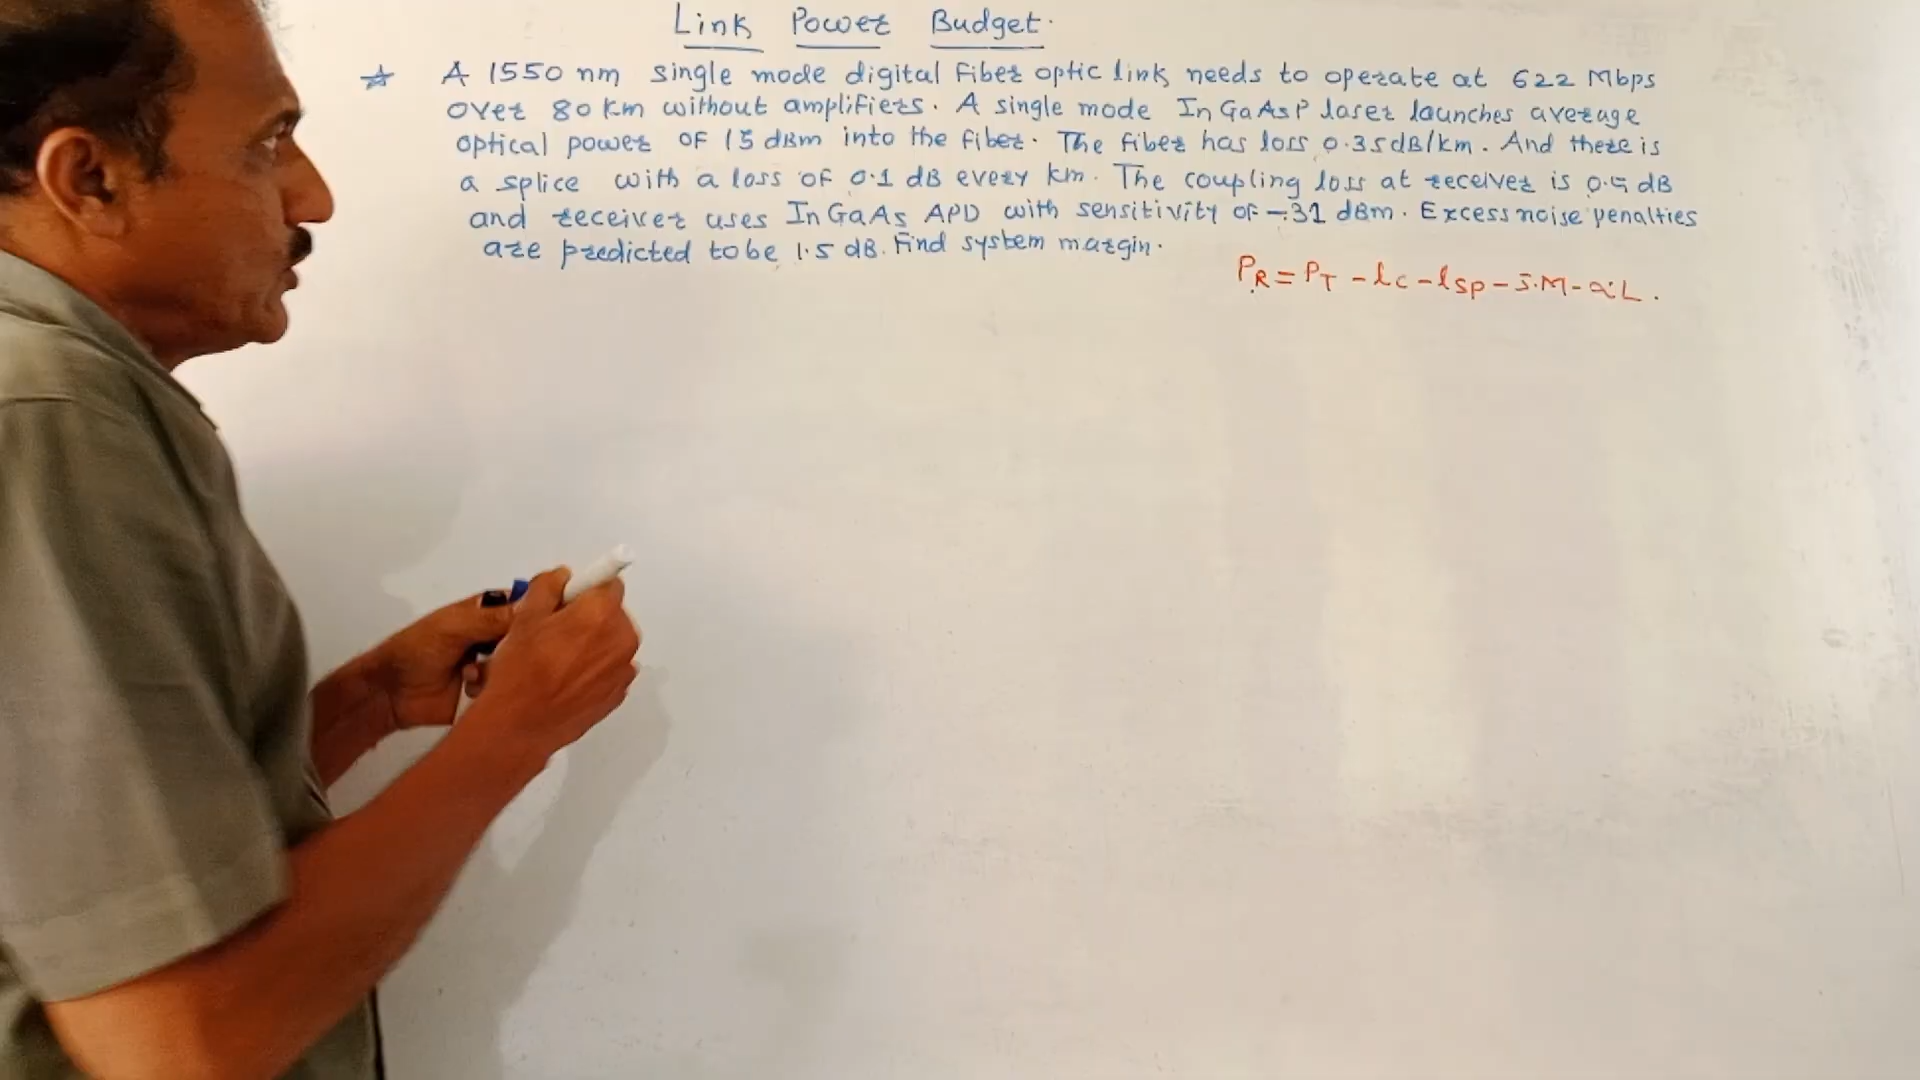 Link Power Budget.
☆ A 1550 nm single mode digital fiber optic link needs to operate at 622 Mbps
over 80 km without amplifiers. A single mode InGaAsP laser launches average
optical power of 15 dBm into the fiber. The fiber has loss 0.35 dB/km. And there is
a splice with a loss of 0.1 dB every km. The coupling loss at receiver is 0.5 dB
and receiver uses InGaAs APD with sensitivity of -31 dBm. Excess noise penalties
are predicted to be 1.5 dB. Find system margin.
PR = PT - lc - lsp - S.M - αL.